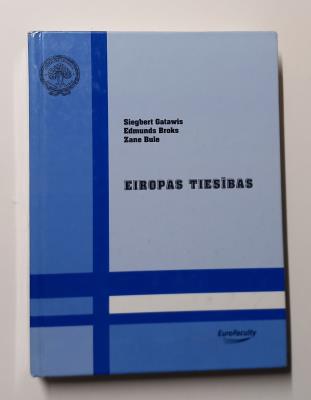 Siegbert Gatawis
Edmunds Broks
Zane Bule
EIROPAS TIESĪBAS
EuroFaculty